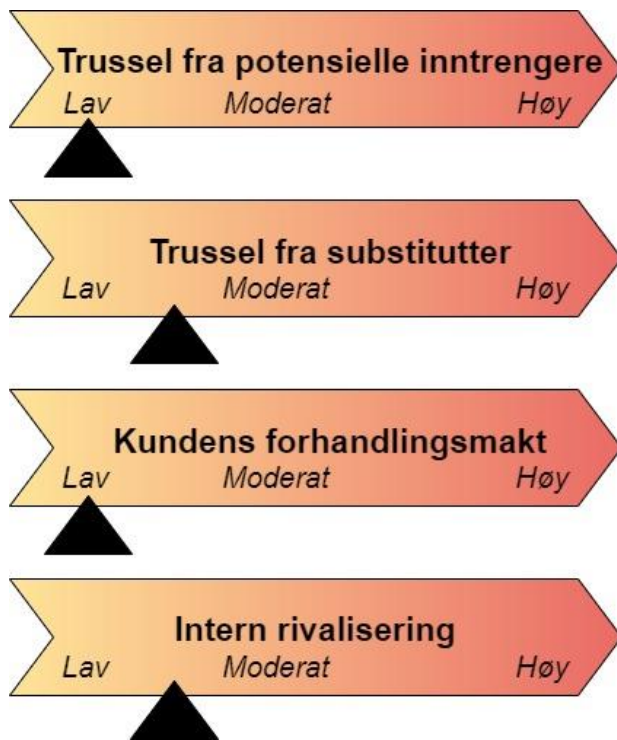 Trussel fra potensielle inntrengere
Lav Moderat Høy
Trussel fra substitutter
Lav Moderat Høy
Kundens forhandlingsmakt
Lav Moderat Høy
Intern rivalisering
Lav Moderat Høy